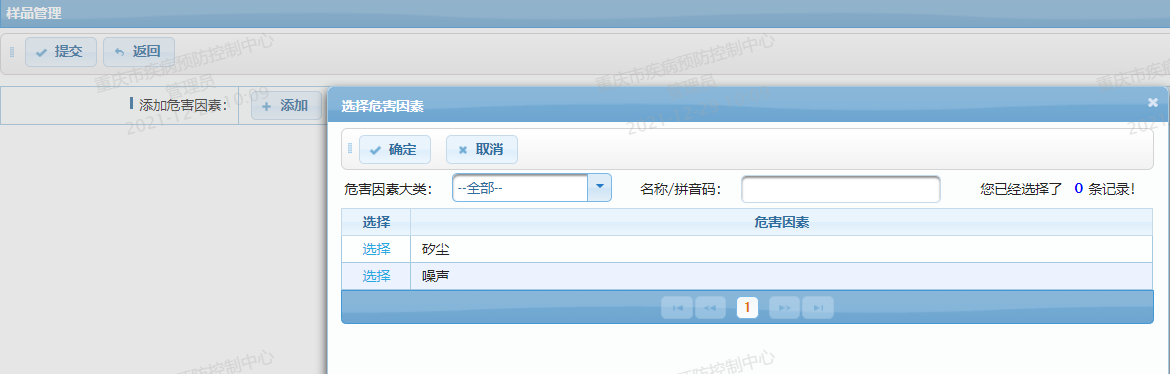 样品管理
提交 返回
重庆市疾病预防控制中心
管理员
添加危害因素： 添加
选择危害因素
确定 取消
危害因素大类： --全部-- 名称/拼音码： 您已经选择了 0 条记录！
选择 危害因素
选择 矽尘
选择 噪声
1